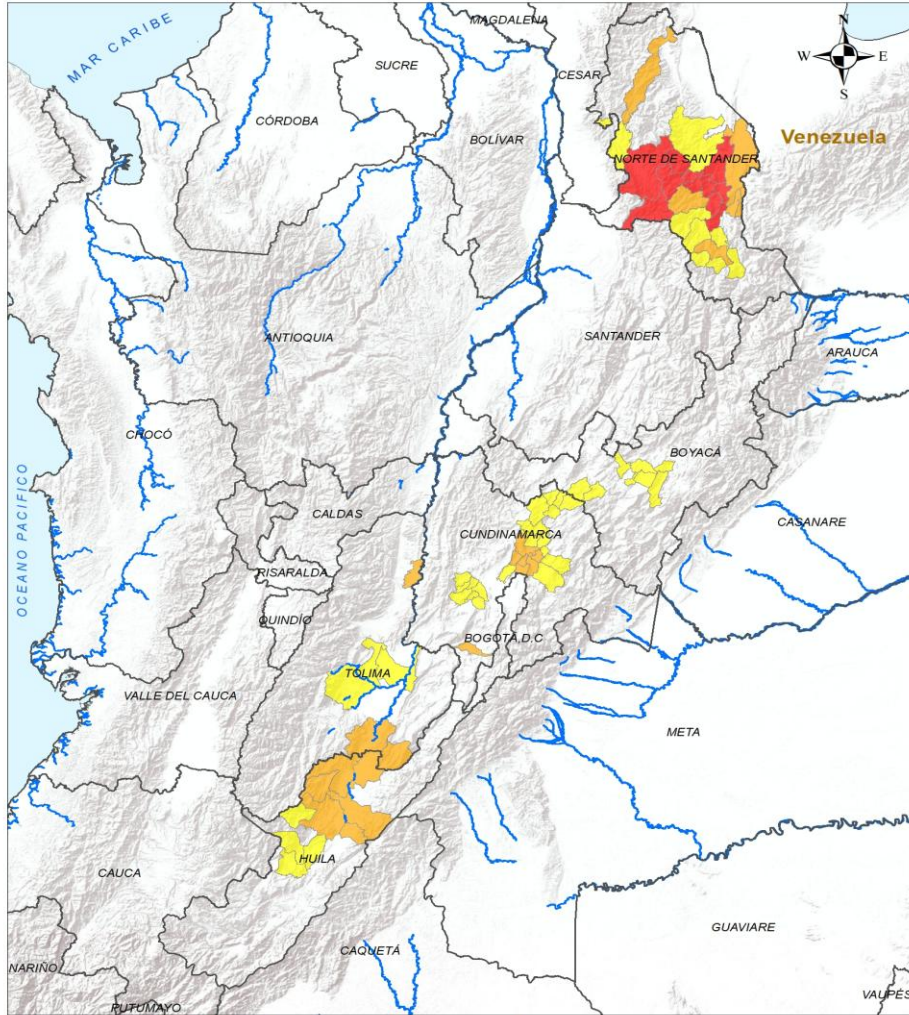 MAGDALENA
N
MAR CARIBE
SUCRE
W
E
CESAR
S
CÓRDOBA
BOLÍVAR
Venezuela
NORTE DE SANTANDER
ANTIOQUIA
SANTANDER
ARAUCA
CHOCÓ
BOYACÁ
OCEANO PACIFICO
CALDAS
CASANARE
CUNDINAMARCA
RISARALDA
QUINDÍO
BOGOTÁ D.C
TOLIMA
VALLE DEL CAUCA
META
HUILA
CAUCA
GUAVIARE
CAQUETÁ
NARIÑO
VAUPÉS
PUTUMAYO